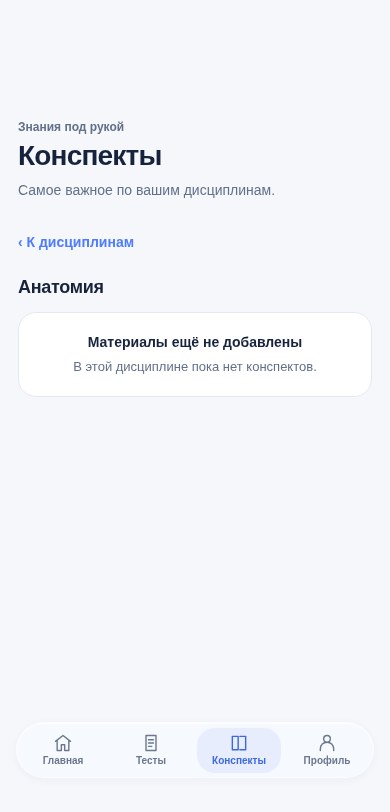 Знания под рукой
Конспекты
Самое важное по вашим дисциплинам.
‹ К дисциплинам
Анатомия
Материалы ещё не добавлены
В этой дисциплине пока нет конспектов.
Главная
Тесты
Конспекты
Профиль